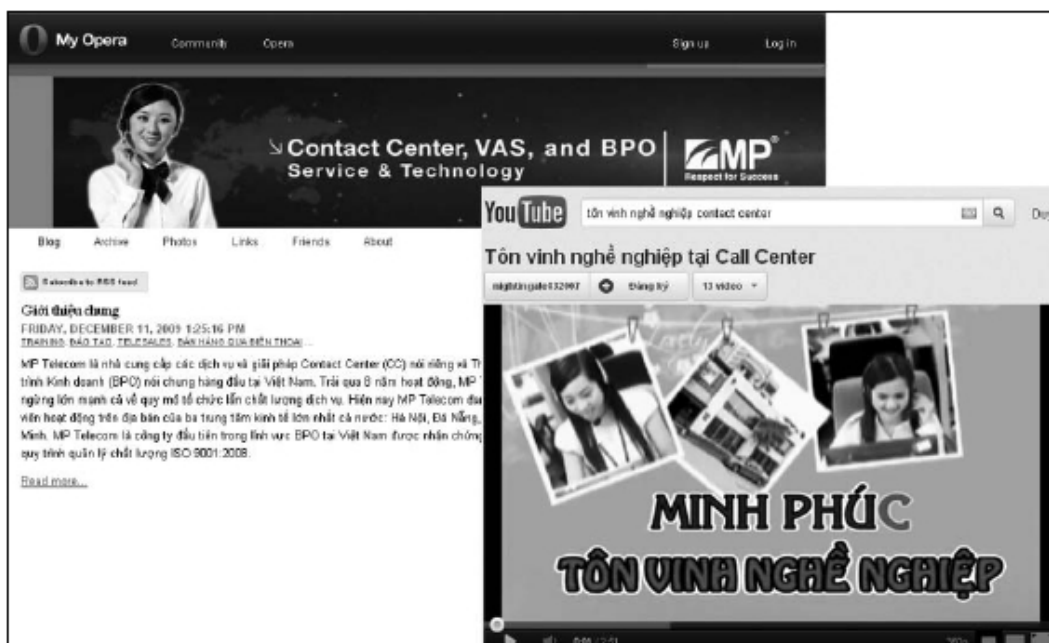 My Opera Community Opera Sign up Log in
Contact Center, VAS, and BPO
Service & Technology
MP
Respect for Success
Blog Archive Photos Links Friends About
Subscribe to RSS feed
Giới thiệu chung
FRIDAY, DECEMBER 11, 2009 1:25:16 PM
TRAINING, ĐÀO TẠO, TELESALES, BÁN HÀNG QUA ĐIỆN THOẠI ...
MP Telecom là nhà cung cấp các dịch vụ và giải pháp Contact Center (CC) nói riêng và
trình Kinh doanh (BPO) nói chung hàng đầu tại Việt Nam. Trải qua 8 năm hoạt động, MP
ngừng lớn mạnh cả về quy mô tổ chức lẫn chất lượng dịch vụ. Hiện nay MP Telecom
viên hoạt động trên địa bàn của ba trung tâm kinh tế lớn nhất cả nước: Hà Nội, Đà Nẵng,
Minh. MP Telecom là công ty đầu tiên trong lĩnh vực BPO tại Việt Nam được nhận
quy trình quản lý chất lượng ISO 9001:2008.
Read more...
YouTube tôn vinh nghề nghiệp contact center
Tôn vinh nghề nghiệp tại Call Center
nightingale032007 Đăng ký 13 video
MINH PHÚC
TÔN VINH NGHỀ NGHIỆP